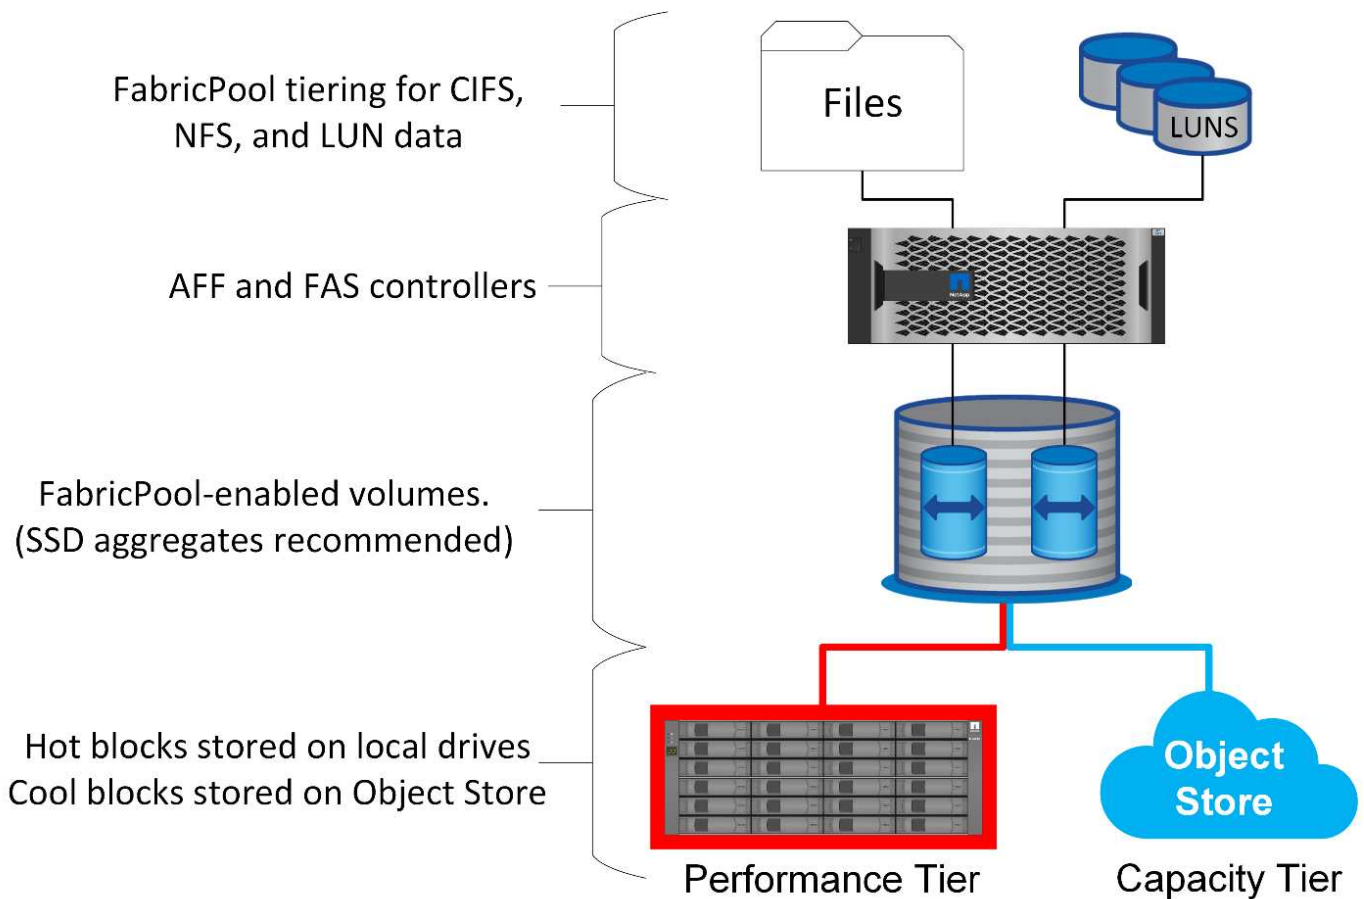 FabricPool tiering for CIFS,
NFS, and LUN data
Files
LUNS
AFF and FAS controllers
NetApp
FabricPool-enabled volumes.
(SSD aggregates recommended)
Hot blocks stored on local drives
Cool blocks stored on Object Store
Object
Store
Performance Tier
Capacity Tier